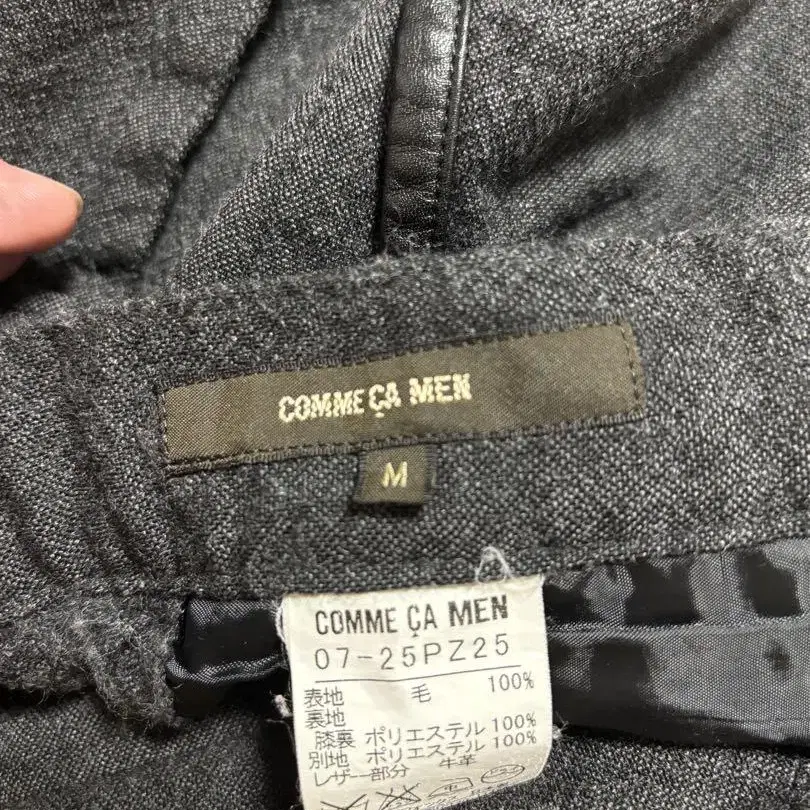 COMME ÇA MEN
M
COMME ÇA MEN
07-25PZ25
表地 毛 100%
裏地
膝裏 ポリエステル 100%
別地 ポリエステル 100%
レザー部分 牛革